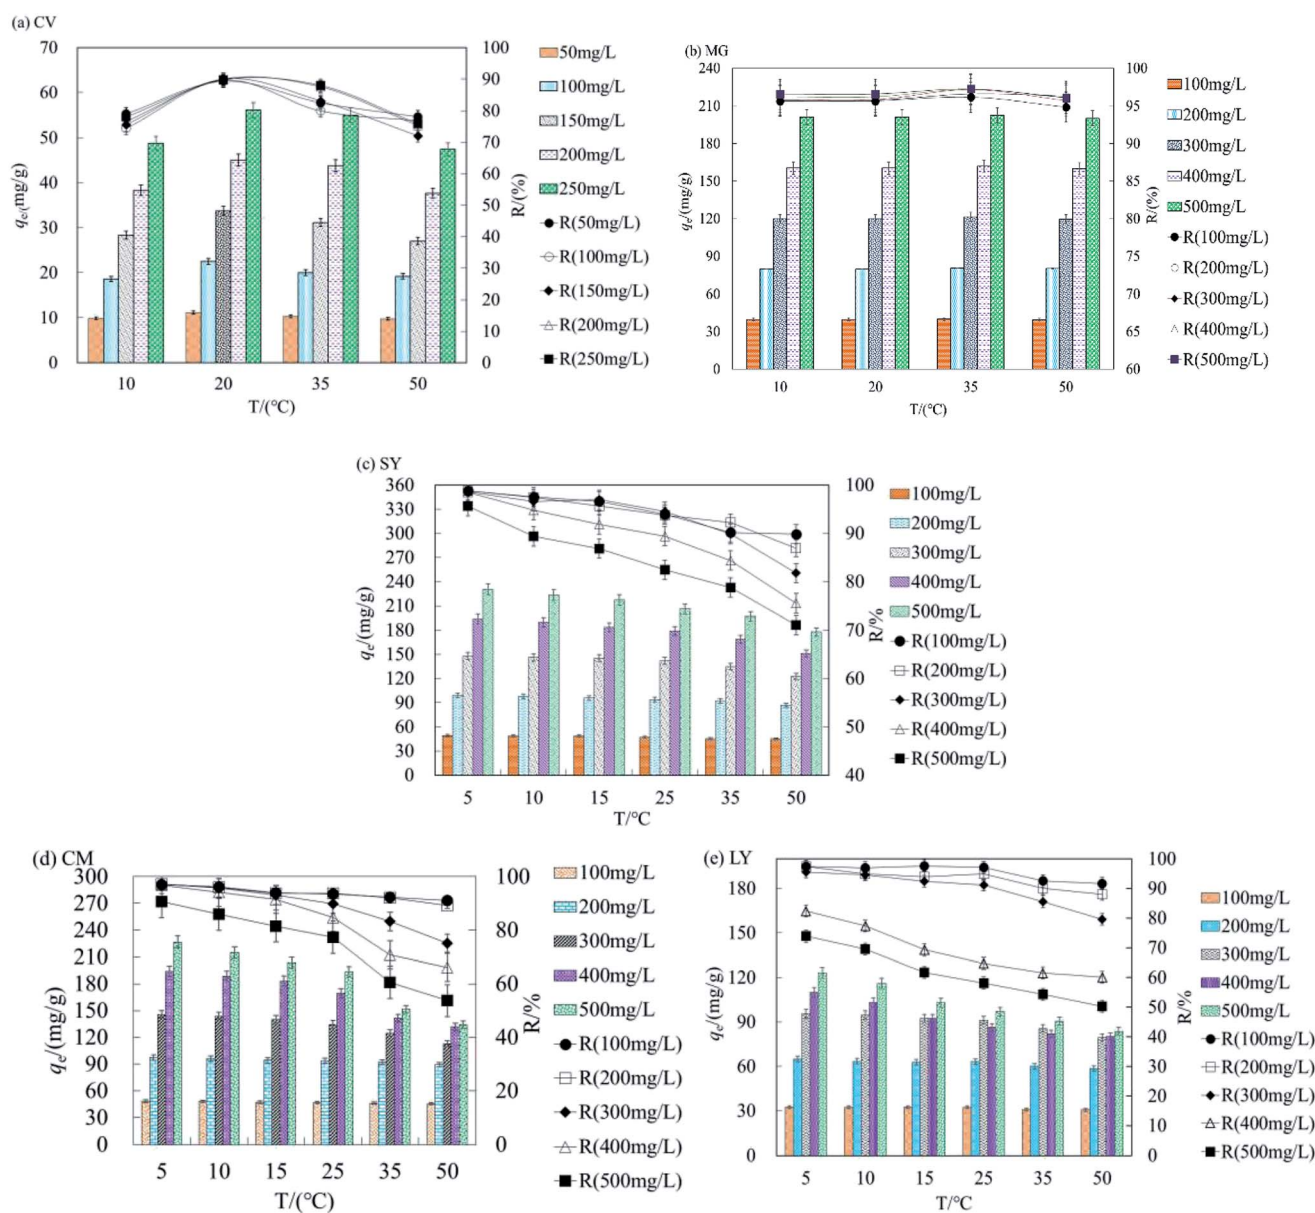 (a) CV
70
60
50
40
30
20
10
0
qe/(mg/g)
100
90
80
70
60
50
40
30
20
10
0
R/(%)
10 20 35 50
T/(℃)
50mg/L
100mg/L
150mg/L
200mg/L
250mg/L
R(50mg/L)
R(100mg/L)
R(150mg/L)
R(200mg/L)
R(250mg/L)
(b) MG
240
210
180
150
120
90
60
30
0
qe/(mg/g)
100
95
90
85
80
75
70
65
60
R/(%)
10 20 35 50
T/(℃)
100mg/L
200mg/L
300mg/L
400mg/L
500mg/L
R(100mg/L)
R(200mg/L)
R(300mg/L)
R(400mg/L)
R(500mg/L)
(c) SY
360
330
300
270
240
210
180
150
120
90
60
30
0
qe/(mg/g)
100
90
80
70
60
50
40
R/%
5 10 15 25 35 50
T/℃
100mg/L
200mg/L
300mg/L
400mg/L
500mg/L
R(100mg/L)
R(200mg/L)
R(300mg/L)
R(400mg/L)
R(500mg/L)
(d) CM
300
270
240
210
180
150
120
90
60
30
0
qe/(mg/g)
100
80
60
40
20
0
R/%
5 10 15 25 35 50
T/(℃)
100mg/L
200mg/L
300mg/L
400mg/L
500mg/L
R(100mg/L)
R(200mg/L)
R(300mg/L)
R(400mg/L)
R(500mg/L)
(e) LY
180
150
120
90
60
30
0
qe/(mg/g)
100
90
80
70
60
50
40
30
20
10
0
R/%
5 10 15 25 35 50
T/℃
100mg/L
200mg/L
300mg/L
400mg/L
500mg/L
R(100mg/L)
R(200mg/L)
R(300mg/L)
R(400mg/L)
R(500mg/L)